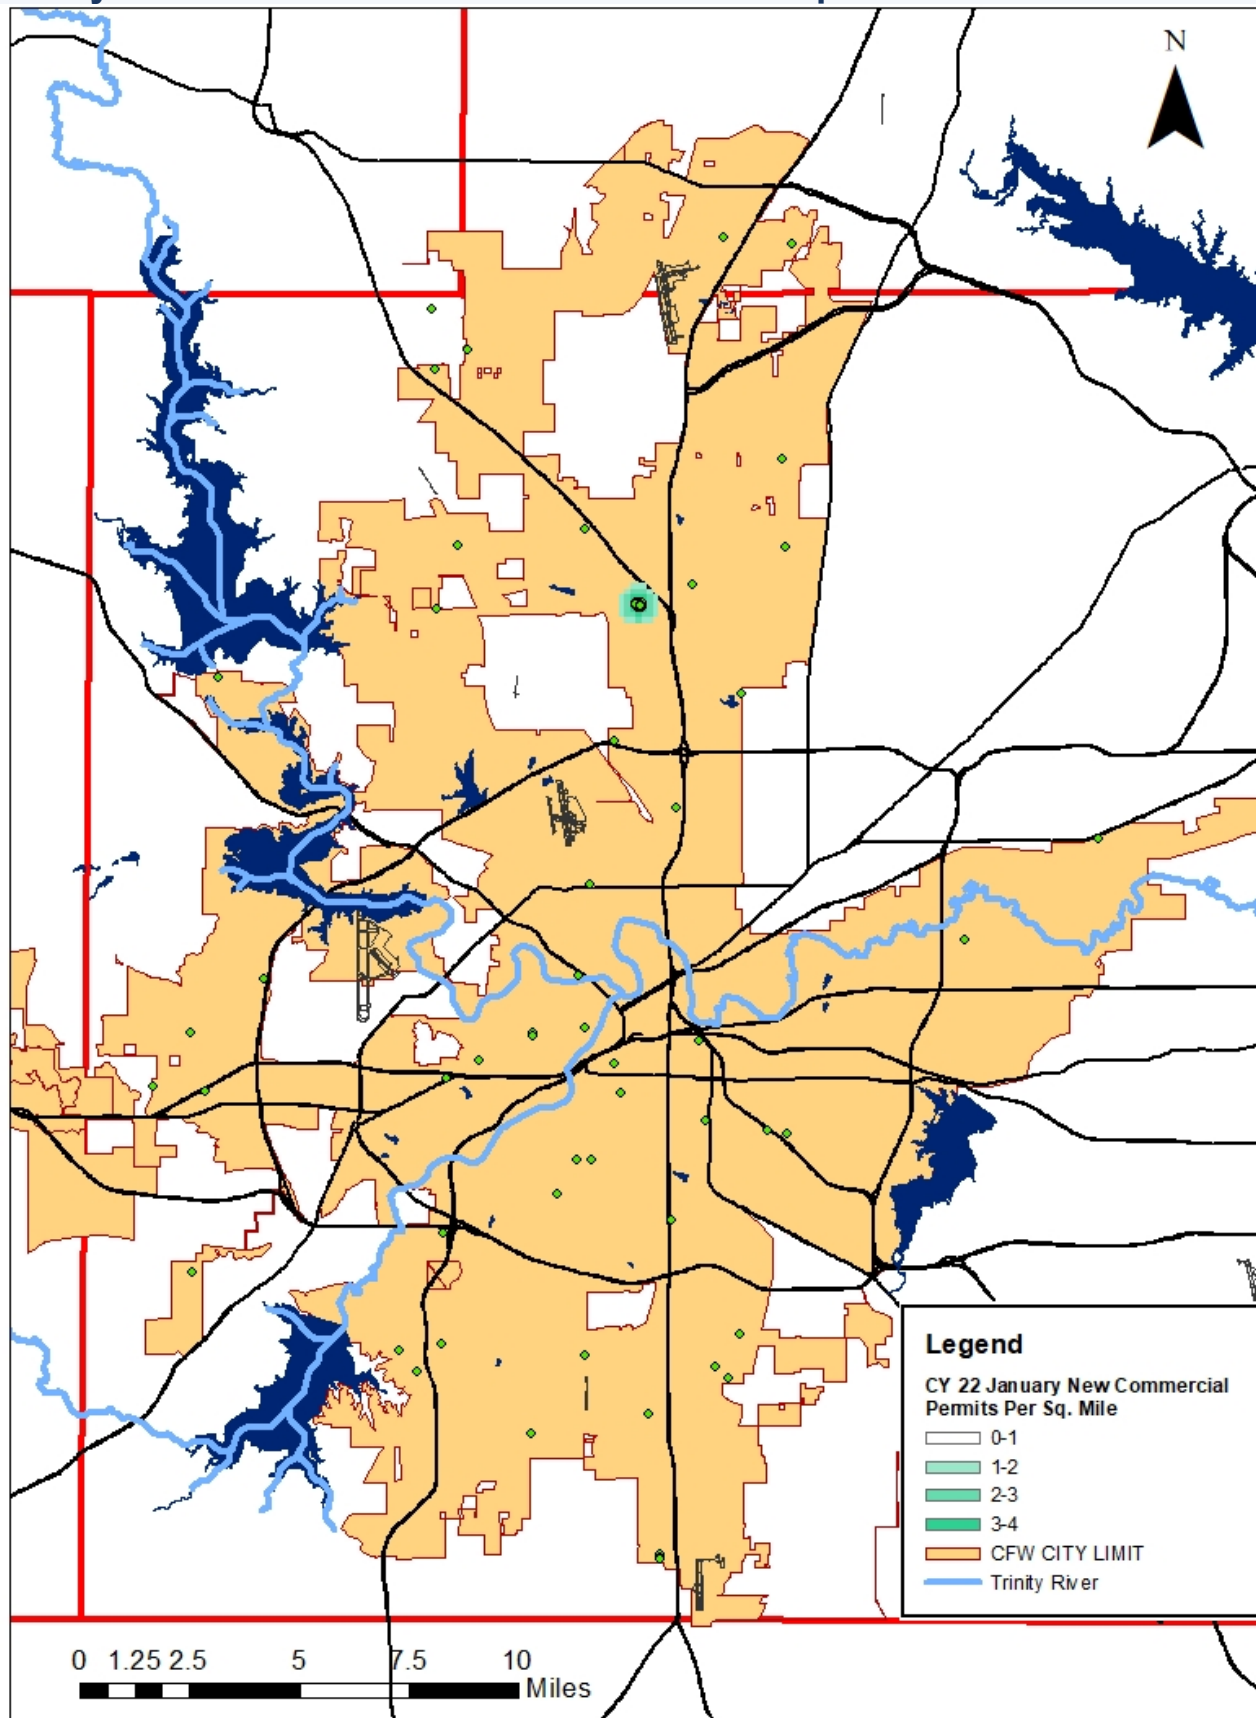 N
Legend
CY 22 January New Commercial
Permits Per Sq. Mile
0-1
1-2
2-3
3-4
CFW CITY LIMIT
Trinity River
0 1.25 2.5 5 7.5 10
Miles